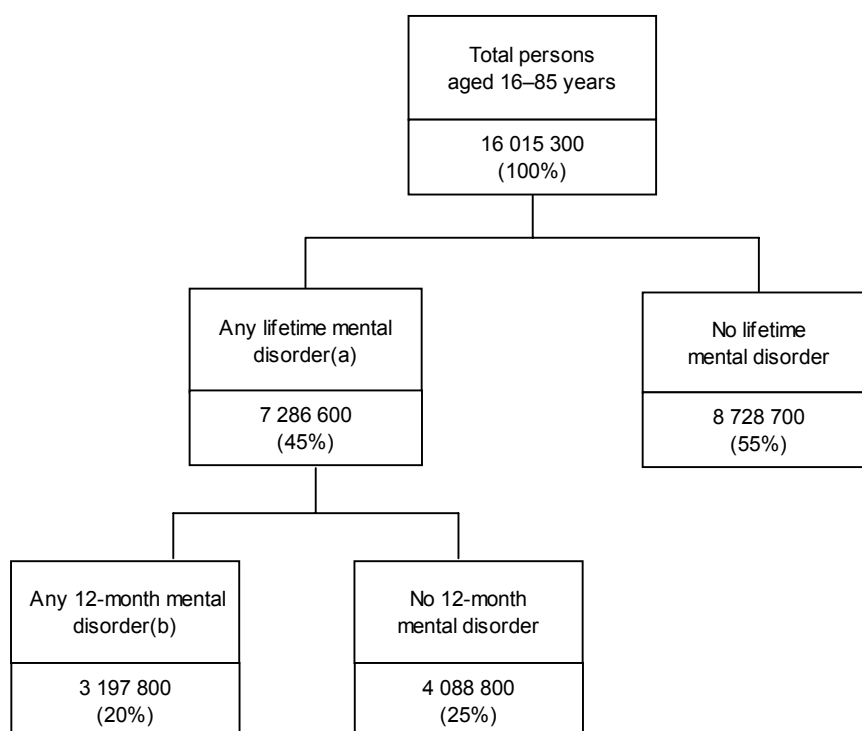 Total persons
aged 16–85 years
16 015 300
(100%)
Any lifetime mental
disorder(a)
7 286 600
(45%)
No lifetime
mental disorder
8 728 700
(55%)
Any 12-month mental
disorder(b)
3 197 800
(20%)
No 12-month
mental disorder
4 088 800
(25%)